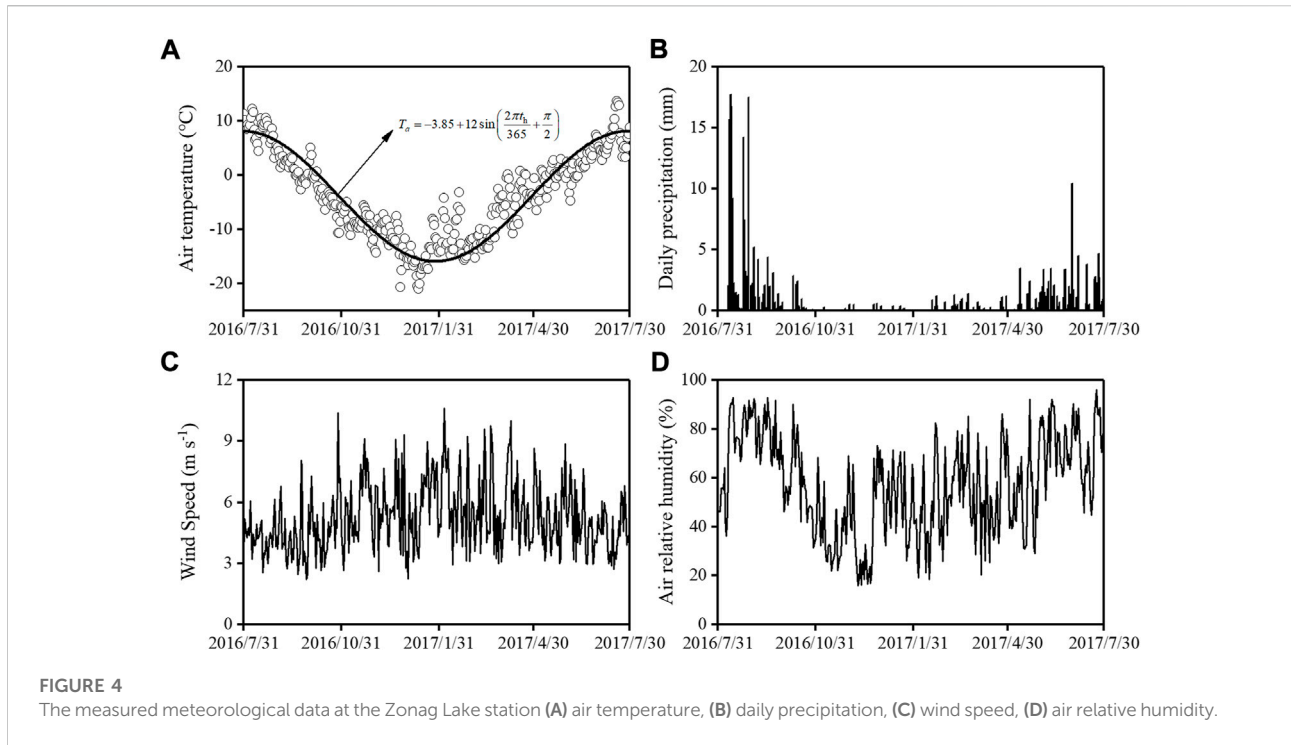 A
20
10
0
-10
-20
Air temperature (°C)
T_a = −3.85 + 12 sin(2πt_h/365 + π/2)
2016/7/31 2016/10/31 2017/1/31 2017/4/30 2017/7/30
B
20
15
10
5
0
Daily precipitation (mm)
2016/7/31 2016/10/31 2017/1/31 2017/4/30 2017/7/30
C
12
9
6
3
0
Wind Speed (m s⁻¹)
2016/7/31 2016/10/31 2017/1/31 2017/4/30 2017/7/30
D
100
80
60
40
20
0
Air relative humidity (%)
2016/7/31 2016/10/31 2017/1/31 2017/4/30 2017/7/30
FIGURE 4
The measured meteorological data at the Zonag Lake station (A) air temperature, (B) daily precipitation, (C) wind speed, (D) air relative humidity.